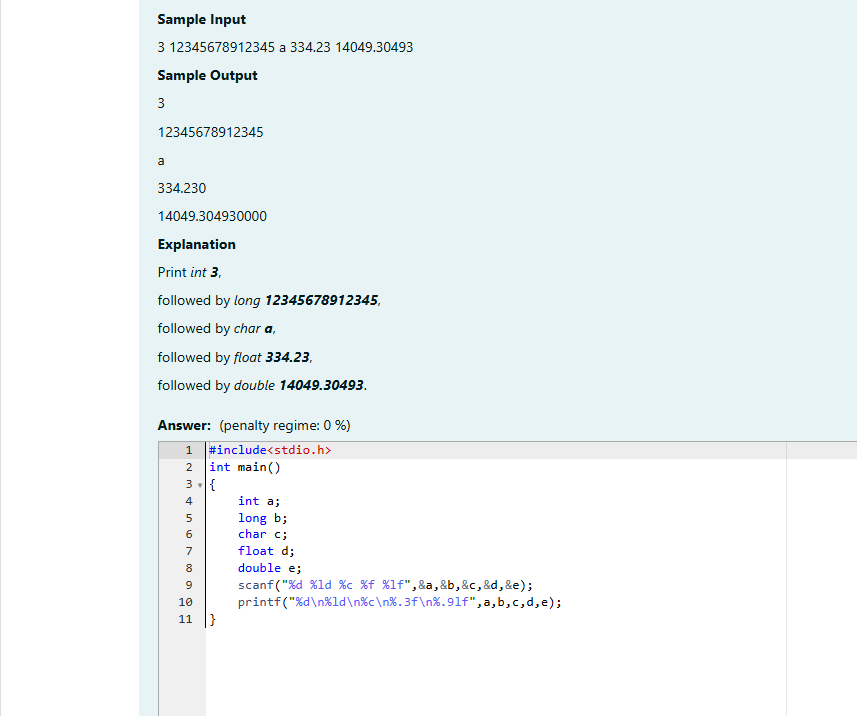 Sample Input
3 12345678912345 a 334.23 14049.30493
Sample Output
3
12345678912345
a
334.230
14049.304930000
Explanation
Print int 3,
followed by long 12345678912345,
followed by char a,
followed by float 334.23,
followed by double 14049.30493.
Answer: (penalty regime: 0 %)
1 #include<stdio.h>
2 int main()
3 {
4     int a;
5     long b;
6     char c;
7     float d;
8     double e;
9     scanf("%d %ld %c %f %lf",&a,&b,&c,&d,&e);
10     printf("%d\n%ld\n%c\n%.3f\n%.9lf",a,b,c,d,e);
11 }